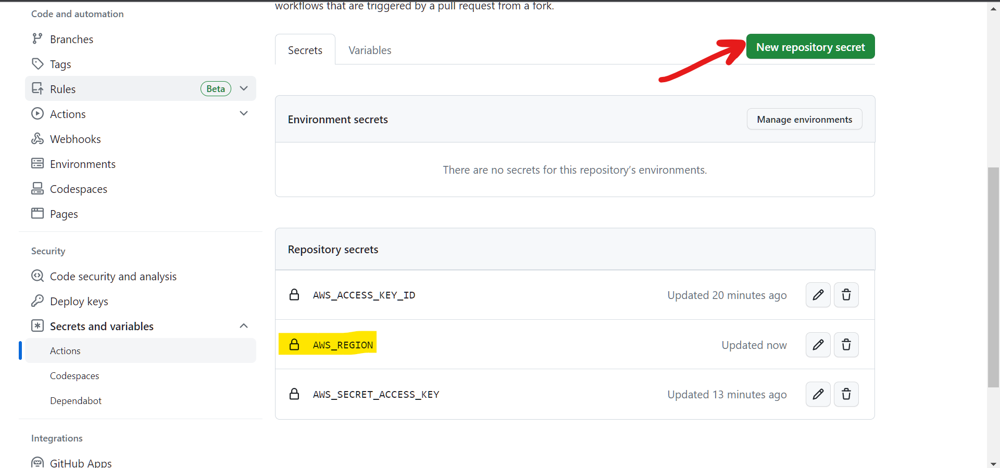 workflows that are triggered by a pull request from a fork.
Code and automation
Branches
Tags
Rules Beta
Actions
Webhooks
Environments
Codespaces
Pages
Security
Code security and analysis
Deploy keys
Secrets and variables
Actions
Codespaces
Dependabot
Integrations
GitHub Apps
Secrets Variables
New repository secret
Environment secrets
Manage environments
There are no secrets for this repository’s environments.
Repository secrets
AWS_ACCESS_KEY_ID Updated 20 minutes ago
AWS_REGION Updated now
AWS_SECRET_ACCESS_KEY Updated 13 minutes ago